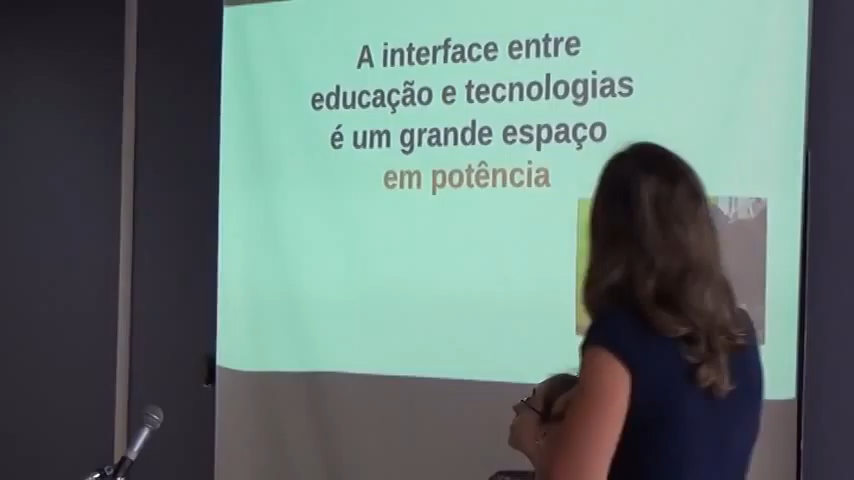 A interface entre
educação e tecnologias
é um grande espaço
em potência